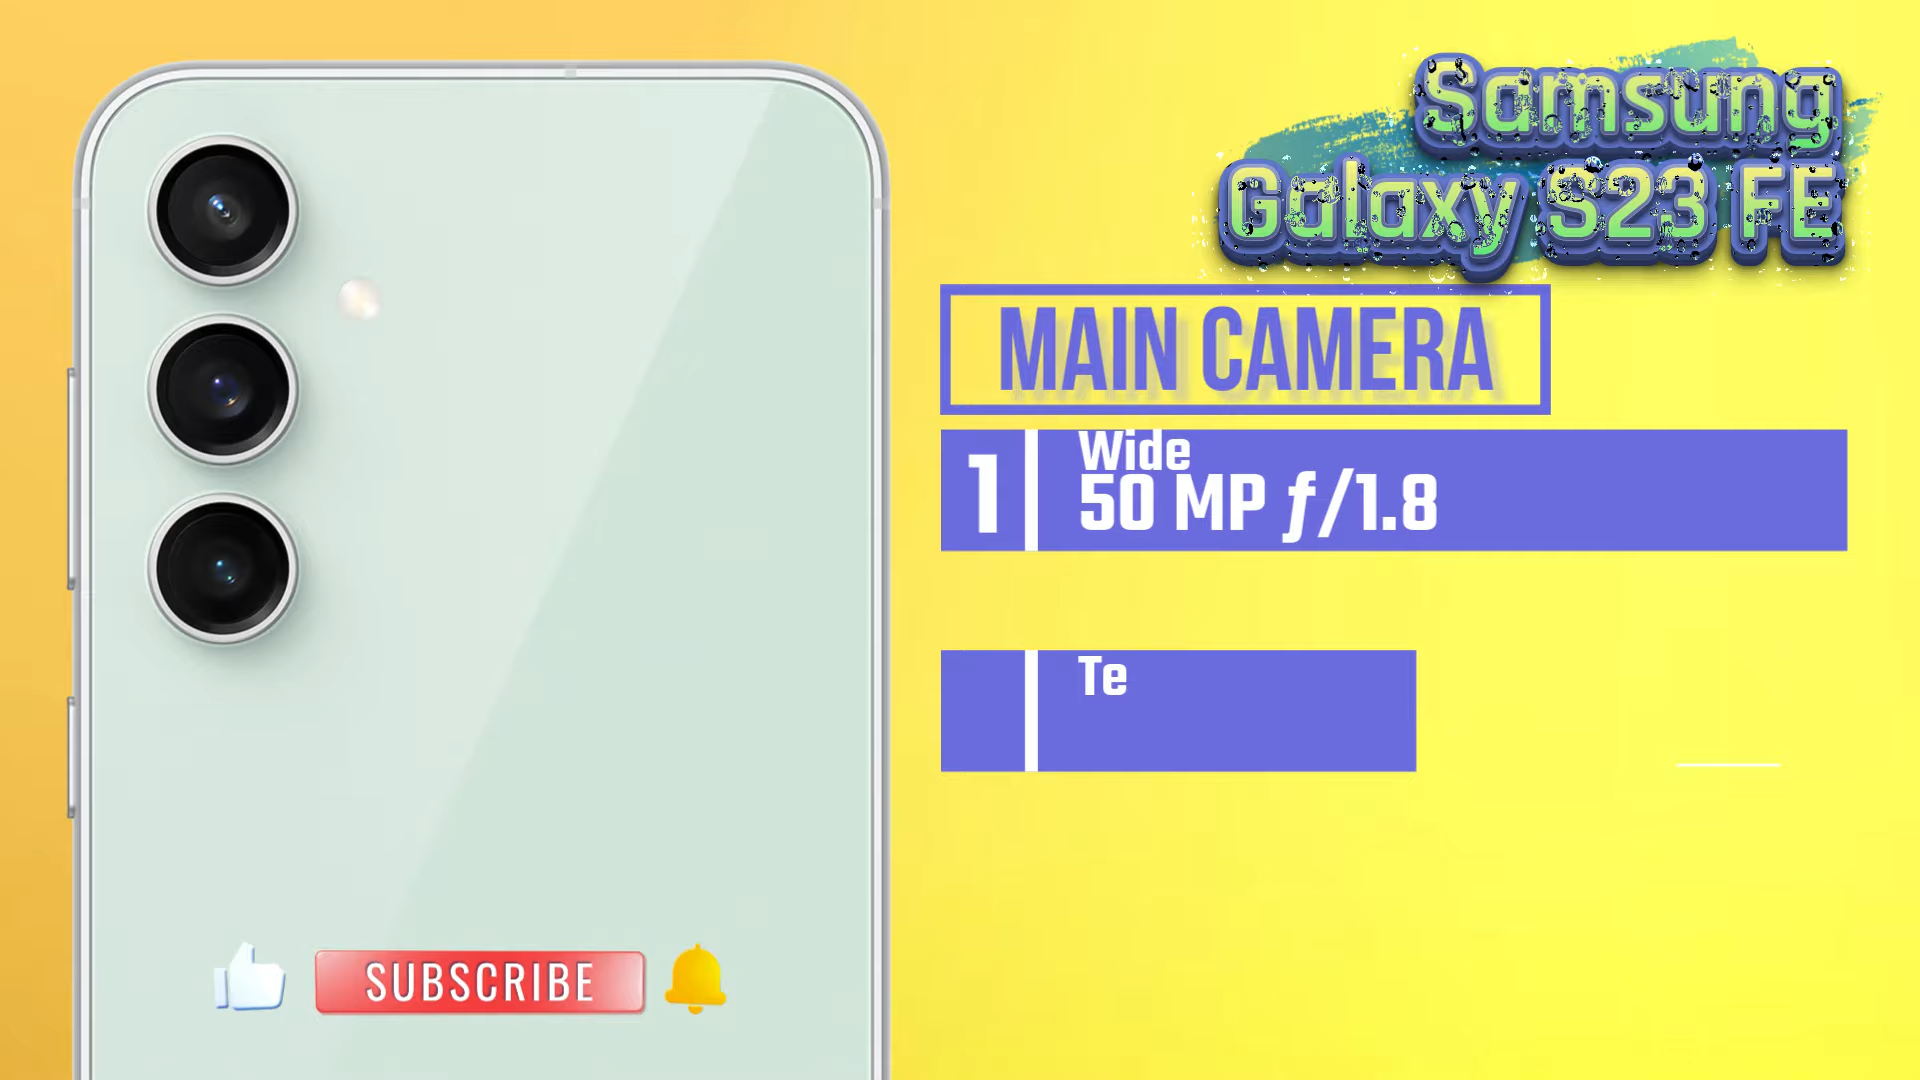 Samsung
Galaxy S23 FE
MAIN CAMERA
1
Wide
50 MP ƒ/1.8
Te
SUBSCRIBE